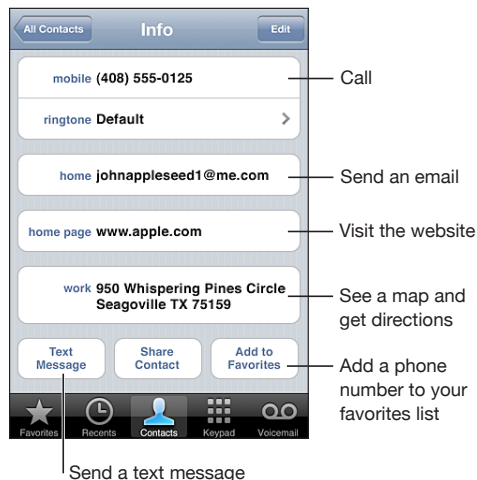 All Contacts Info Edit
mobile (408) 555-0125
Call
ringtone Default
home johnappleseed1@me.com
Send an email
home page www.apple.com
Visit the website
work 950 Whispering Pines Circle
Seagoville TX 75159
See a map and
get directions
Text
Message
Share
Contact
Add to
Favorites
Add a phone
number to your
favorites list
Favorites Recents Contacts Keypad Voicemail
Send a text message